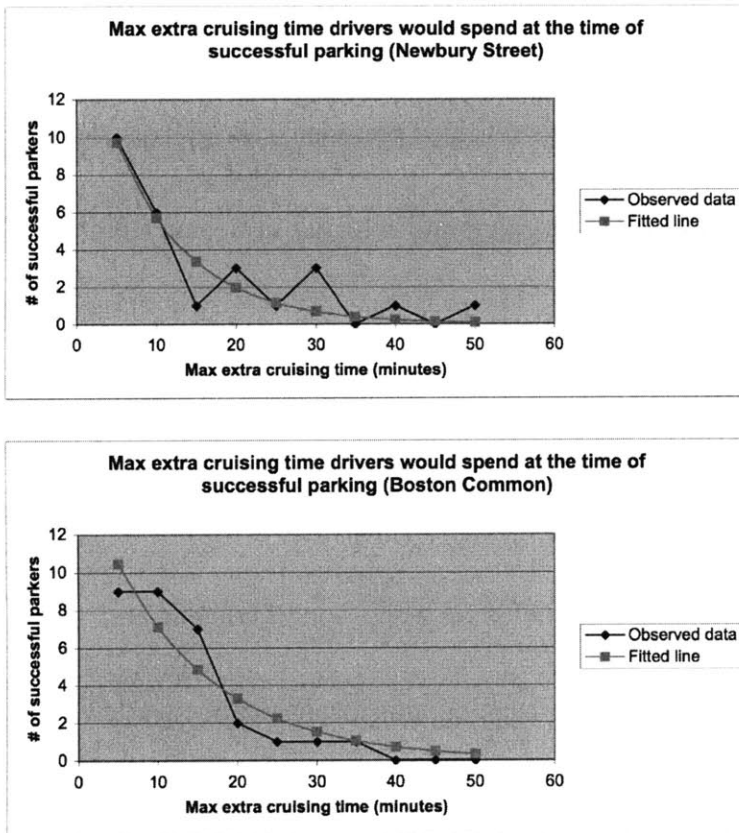 Max extra cruising time drivers would spend at the time of
successful parking (Newbury Street)
# of successful parkers
12
10
8
6
4
2
0
0 10 20 30 40 50 60
Max extra cruising time (minutes)
Observed data
Fitted line
Max extra cruising time drivers would spend at the time of
successful parking (Boston Common)
# of successful parkers
12
10
8
6
4
2
0
0 10 20 30 40 50 60
Max extra cruising time (minutes)
Observed data
Fitted line